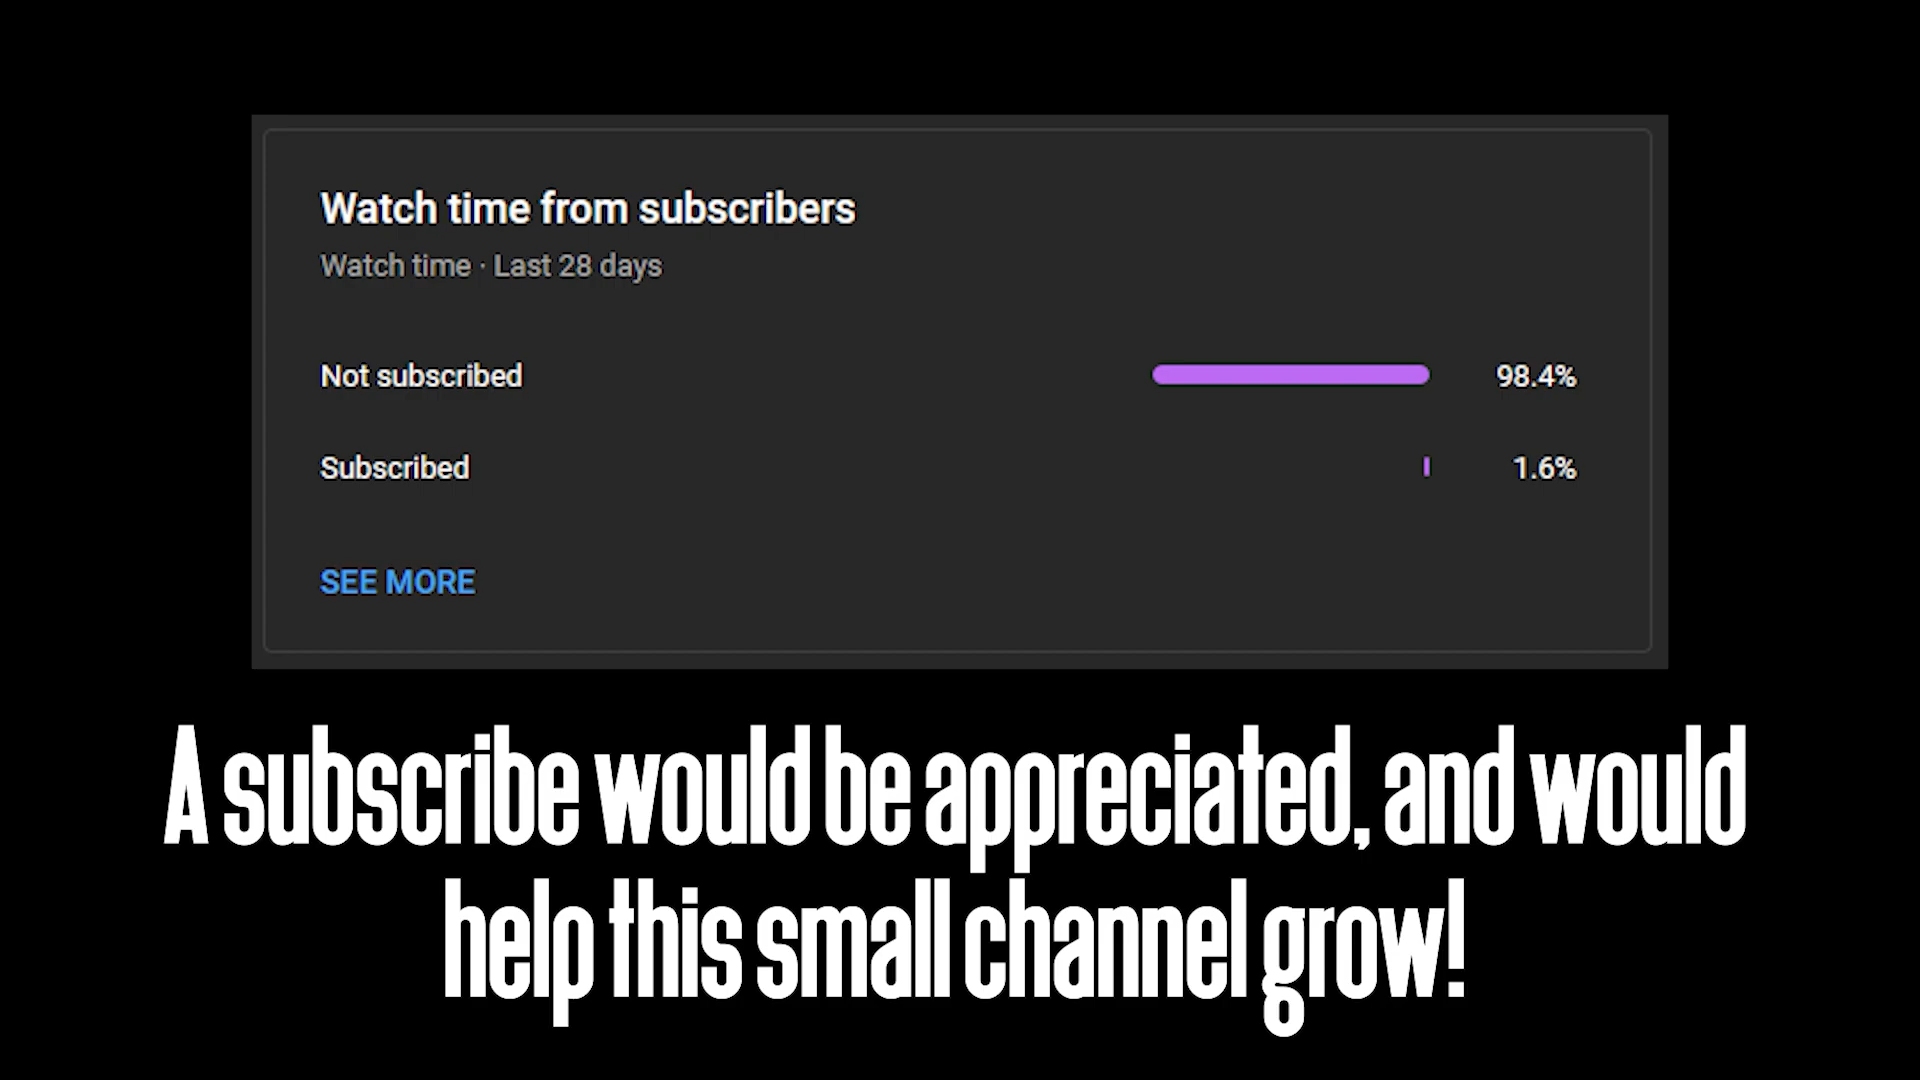 Watch time from subscribers
Watch time · Last 28 days
Not subscribed 98.4%
Subscribed 1.6%
SEE MORE
A subscribe would be appreciated, and would
help this small channel grow!